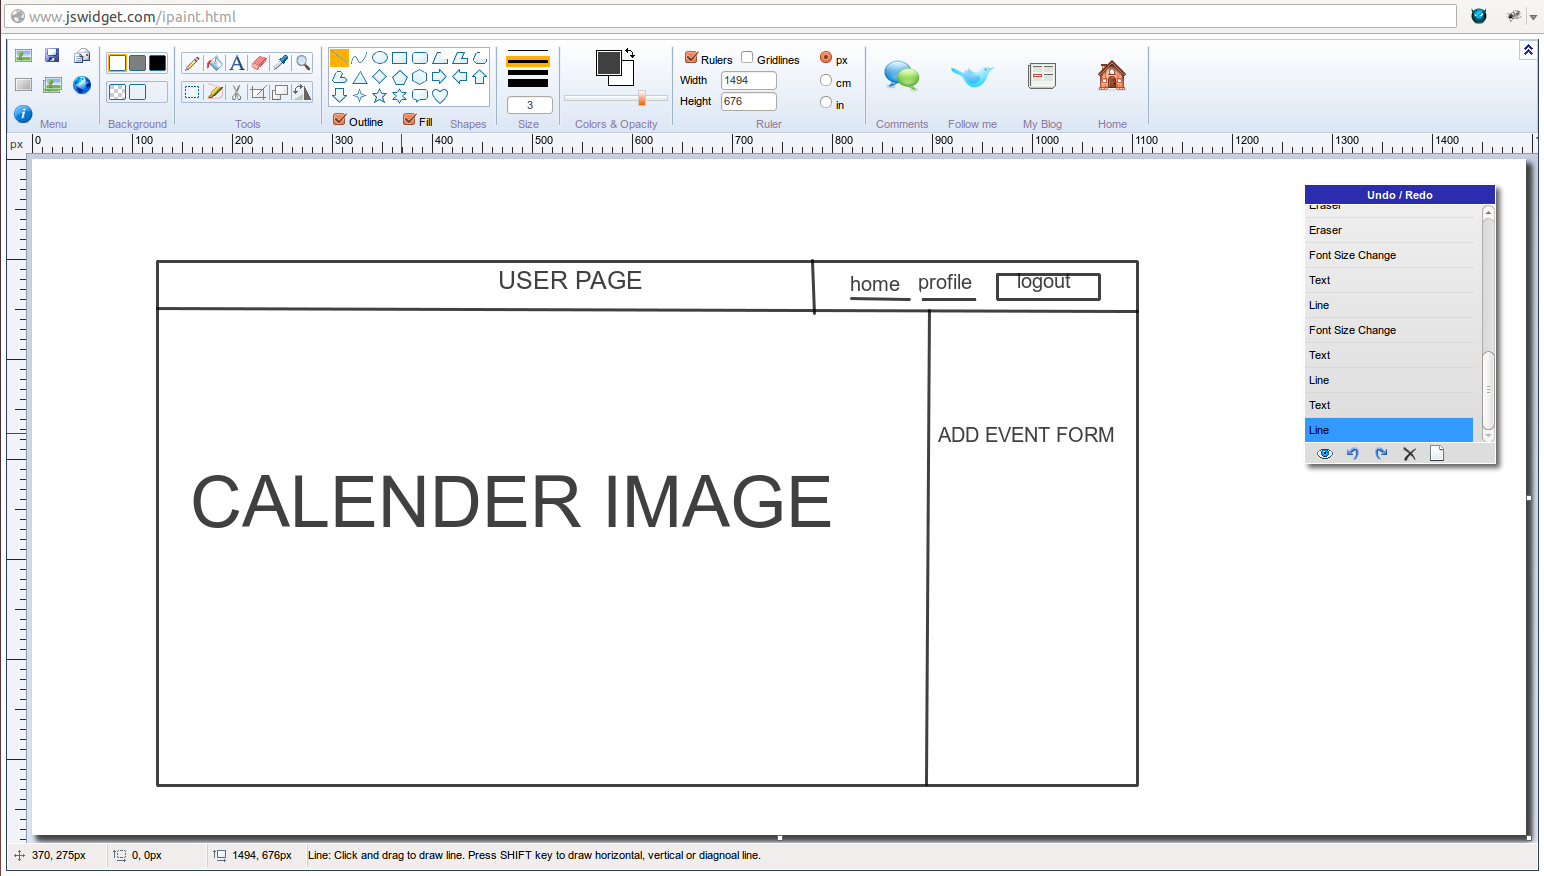 www.jswidget.com/ipaint.html
Rulers Gridlines px
Width 1494 cm
Height 676 in
A
3
Outline Fill
Menu Background Tools Shapes Size Colors & Opacity Ruler Comments Follow me My Blog Home
px 0 100 200 300 400 500 600 700 800 900 1000 1100 1200 1300 1400
Undo / Redo
Eraser
Eraser
Font Size Change
Text
Line
Font Size Change
Text
Line
Text
Line
USER PAGE home profile logout
ADD EVENT FORM
CALENDER IMAGE
370, 275px 0, 0px 1494, 676px Line: Click and drag to draw line. Press SHIFT key to draw horizontal, vertical or diagnoal line.